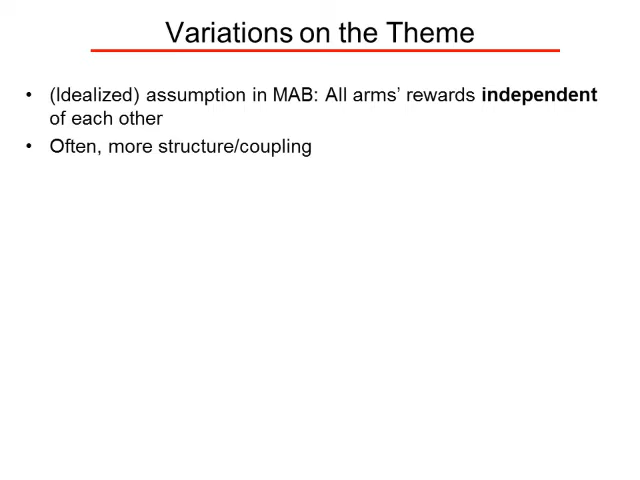 Variations on the Theme
• (Idealized) assumption in MAB: All arms’ rewards independent
of each other
• Often, more structure/coupling